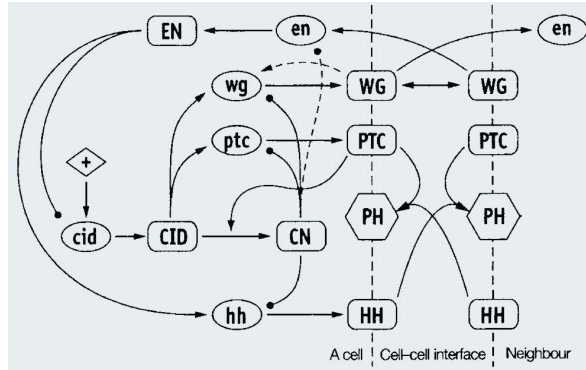 EN en en
wg WG WG
ptc PTC PTC
+
cid CID CN PH PH
hh HH HH
A cell Cell–cell interface Neighbour